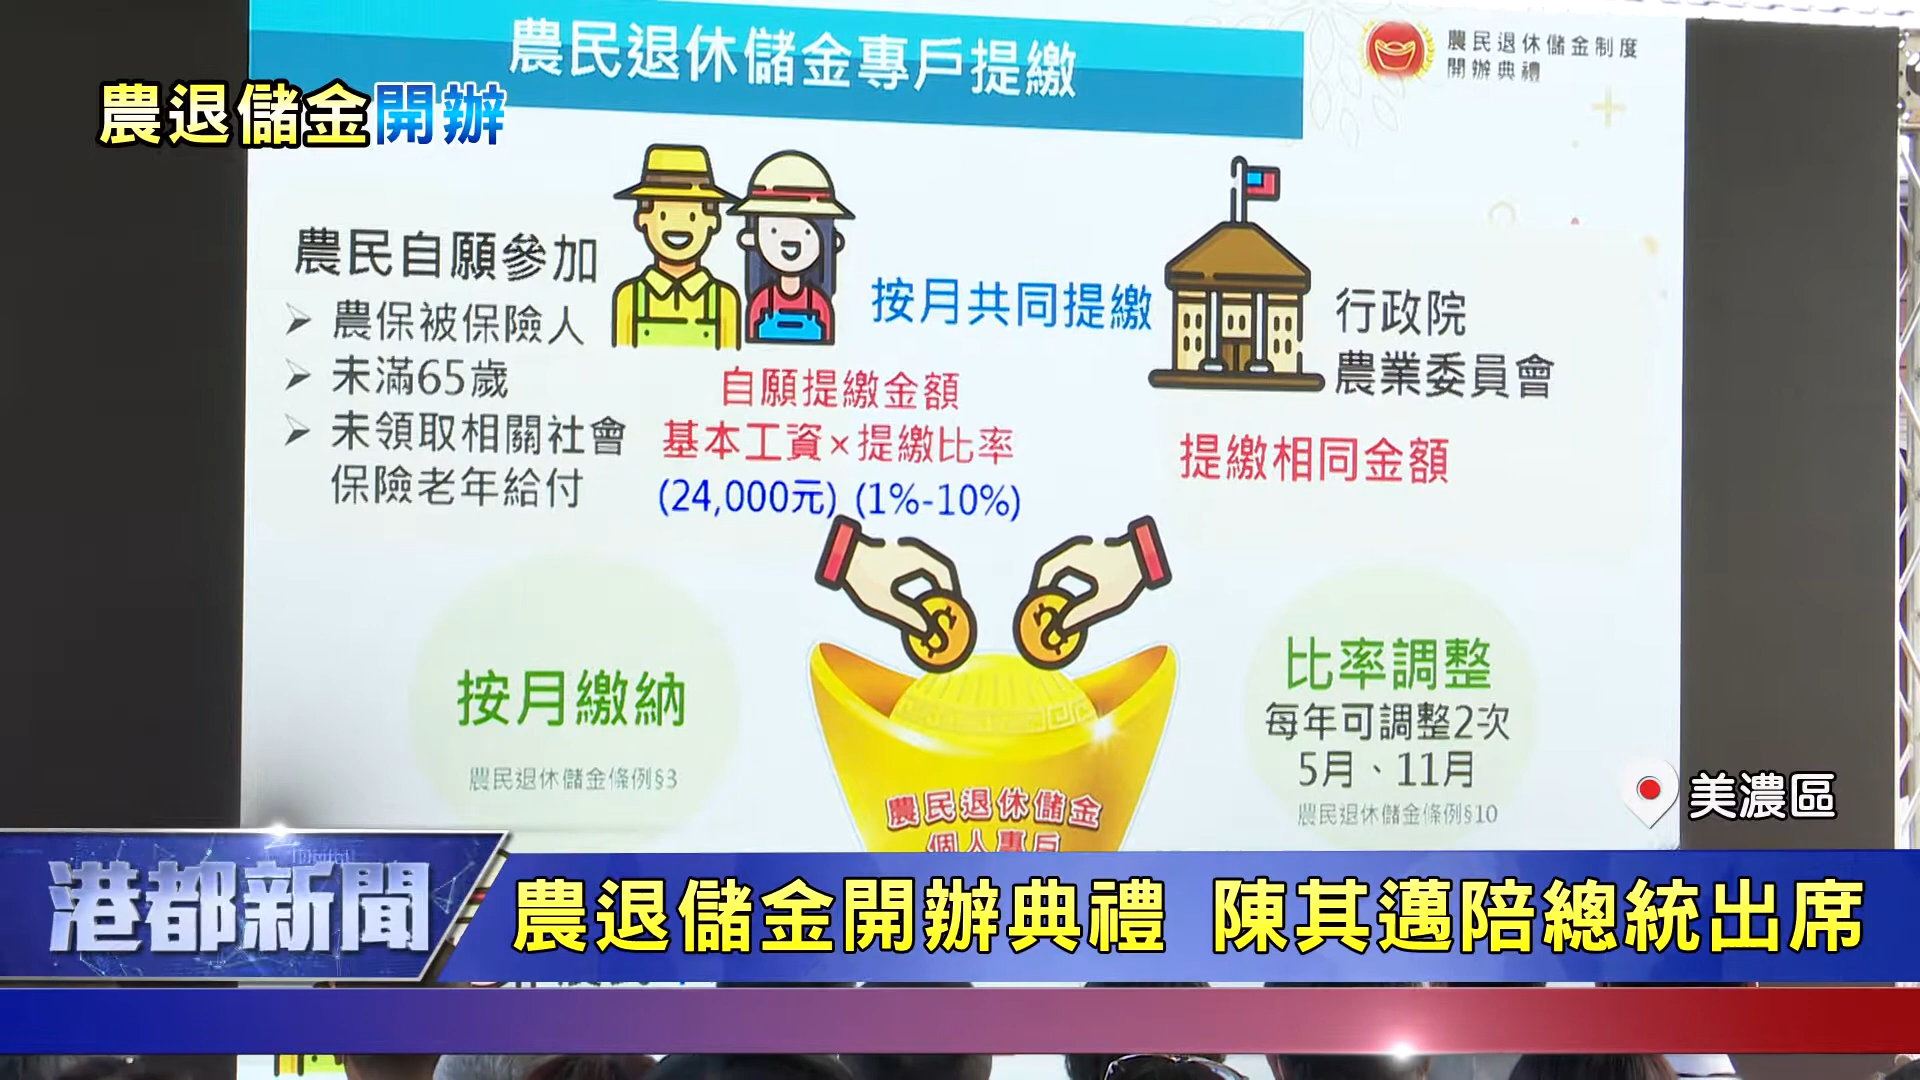 農民退休儲金專戶提繳
農民退休儲金制度
開辦典禮
農退儲金開辦
農民自願參加
農保被保險人
未滿65歲
未領取相關社會
保險老年給付
按月共同提繳
自願提繳金額
基本工資×提繳比率
(24,000元) (1%-10%)
行政院
農業委員會
提繳相同金額
按月繳納
農民退休儲金條例§3
比率調整
每年可調整2次
5月、11月
農民退休儲金條例§10
農民退休儲金
個人專戶
美濃區
港都新聞
農退儲金開辦典禮 陳其邁陪總統出席